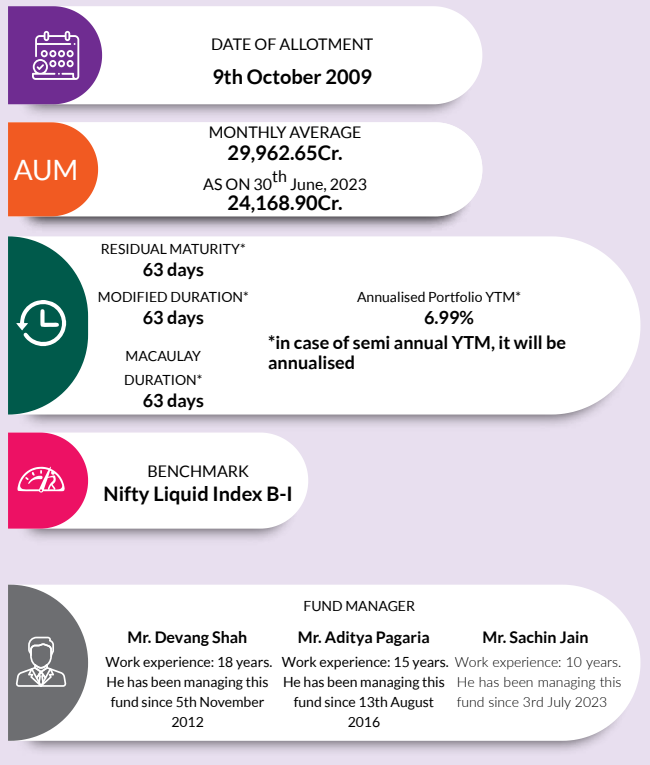 DATE OF ALLOTMENT
9th October 2009
AUM
MONTHLY AVERAGE
29,962.65Cr.
AS ON 30th June, 2023
24,168.90Cr.
RESIDUAL MATURITY*
63 days
MODIFIED DURATION*
63 days
MACAULAY
DURATION*
63 days
Annualised Portfolio YTM*
6.99%
*in case of semi annual YTM, it will be
annualised
BENCHMARK
Nifty Liquid Index B-I
FUND MANAGER
Mr. Devang Shah
Work experience: 18 years.
He has been managing this
fund since 5th November
2012
Mr. Aditya Pagaria
Work experience: 15 years.
He has been managing this
fund since 13th August
2016
Mr. Sachin Jain
Work experience: 10 years.
He has been managing this
fund since 3rd July 2023